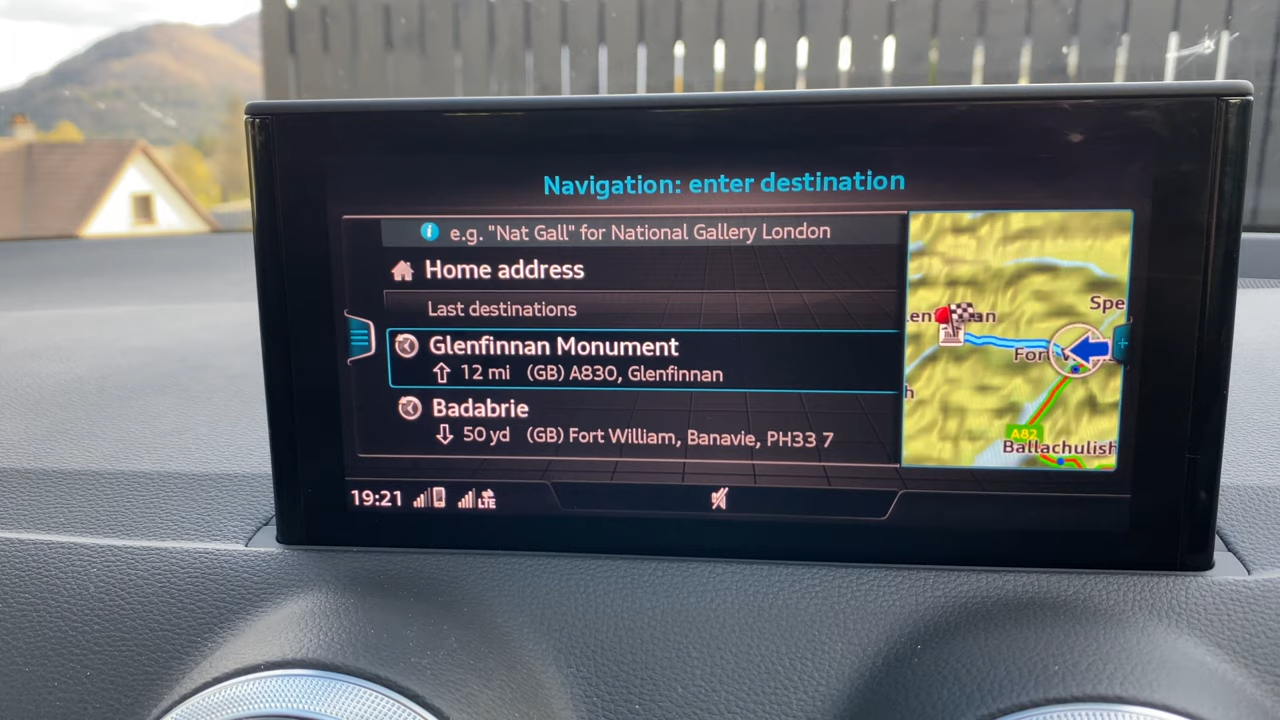 Navigation: enter destination
e.g. "Nat Gall" for National Gallery London
Home address
Last destinations
Glenfinnan Monument
12 mi (GB) A830, Glenfinnan
Badabrie
50 yd (GB) Fort William, Banavie, PH33 7
Spe
A82
Ballachulish
19:21
LTE